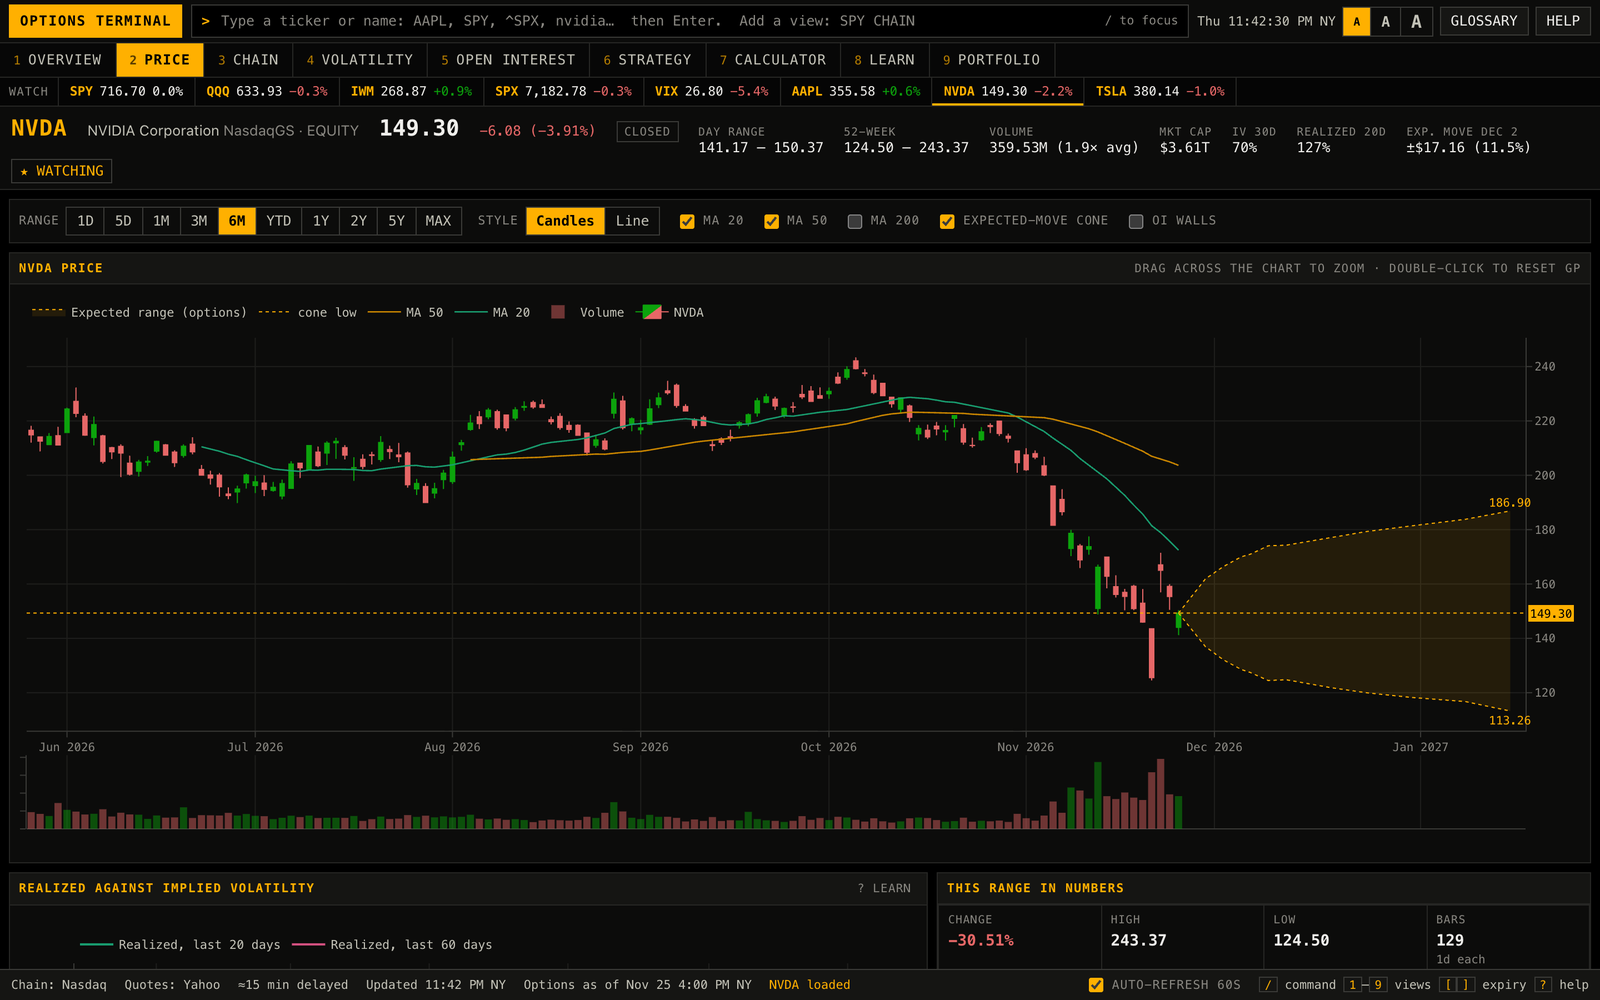 OPTIONS TERMINAL
> Type a ticker or name: AAPL, SPY, ^SPX, nvidia… then Enter. Add a view: SPY CHAIN
/ to focus
Thu 11:42:30 PM NY
A A A
GLOSSARY
HELP
1 OVERVIEW 2 PRICE 3 CHAIN 4 VOLATILITY 5 OPEN INTEREST 6 STRATEGY 7 CALCULATOR 8 LEARN 9 PORTFOLIO
WATCH SPY 716.70 0.0% QQQ 633.93 −0.3% IWM 268.87 +0.9% SPX 7,182.78 −0.3% VIX 26.80 −5.4% AAPL 355.58 +0.6% NVDA 149.30 −2.2% TSLA 380.14 −1.0%
NVDA NVIDIA Corporation NasdaqGS · EQUITY 149.30 −6.08 (−3.91%) CLOSED
DAY RANGE 52-WEEK VOLUME MKT CAP IV 30D REALIZED 20D EXP. MOVE DEC 2
141.17 — 150.37 124.50 — 243.37 359.53M (1.9× avg) $3.61T 70% 127% ±$17.16 (11.5%)
★ WATCHING
RANGE 1D 5D 1M 3M 6M YTD 1Y 2Y 5Y MAX STYLE Candles Line MA 20 MA 50 MA 200 EXPECTED-MOVE CONE OI WALLS
NVDA PRICE
DRAG ACROSS THE CHART TO ZOOM · DOUBLE-CLICK TO RESET GP
Expected range (options) cone low MA 50 MA 20 Volume NVDA
240
220
200
186.90
180
160
149.30
140
120
113.26
Jun 2026 Jul 2026 Aug 2026 Sep 2026 Oct 2026 Nov 2026 Dec 2026 Jan 2027
REALIZED AGAINST IMPLIED VOLATILITY
? LEARN
Realized, last 20 days Realized, last 60 days
THIS RANGE IN NUMBERS
CHANGE HIGH LOW BARS
−30.51% 243.37 124.50 129
1d each
Chain: Nasdaq Quotes: Yahoo ≈15 min delayed Updated 11:42 PM NY Options as of Nov 25 4:00 PM NY NVDA loaded
AUTO-REFRESH 60S / command 1–9 views [ ] expiry ? help